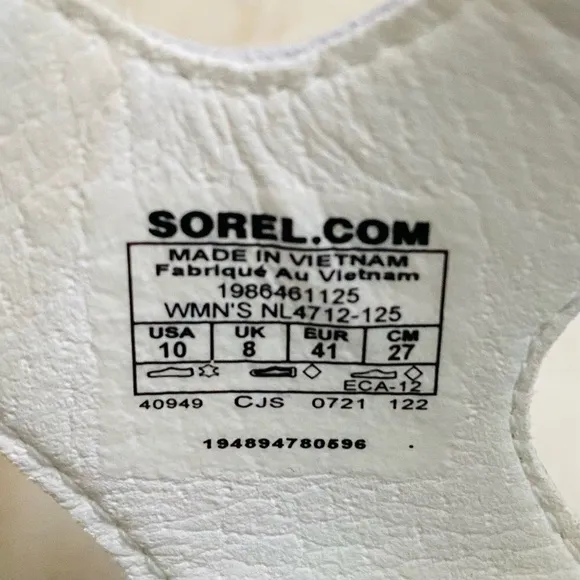 SOREL.COM
MADE IN VIETNAM
Fabriqué Au Vietnam
1986461125
WMN'S NL4712-125
USA UK EUR CM
10 8 41 27
ECA-12
40949 CJS 0721 122
194894780596 .